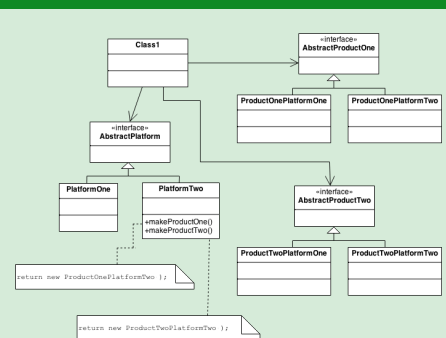 Class1
«interface»
AbstractProductOne
ProductOnePlatformOne
ProductOnePlatformTwo
«interface»
AbstractPlatform
PlatformOne
PlatformTwo
+makeProductOne()
+makeProductTwo()
«interface»
AbstractProductTwo
ProductTwoPlatformOne
ProductTwoPlatformTwo
return new ProductOnePlatformTwo );
return new ProductTwoPlatformTwo );